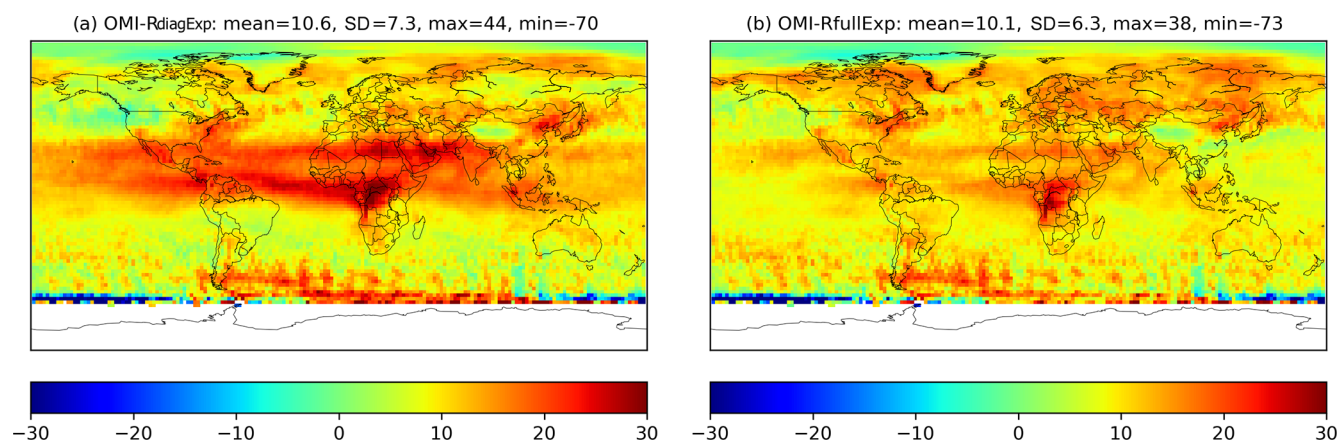 (a) OMI-RdiagExp: mean=10.6, SD=7.3, max=44, min=-70
(b) OMI-RfullExp: mean=10.1, SD=6.3, max=38, min=-73
−30 −20 −10 0 10 20 30
−30 −20 −10 0 10 20 30